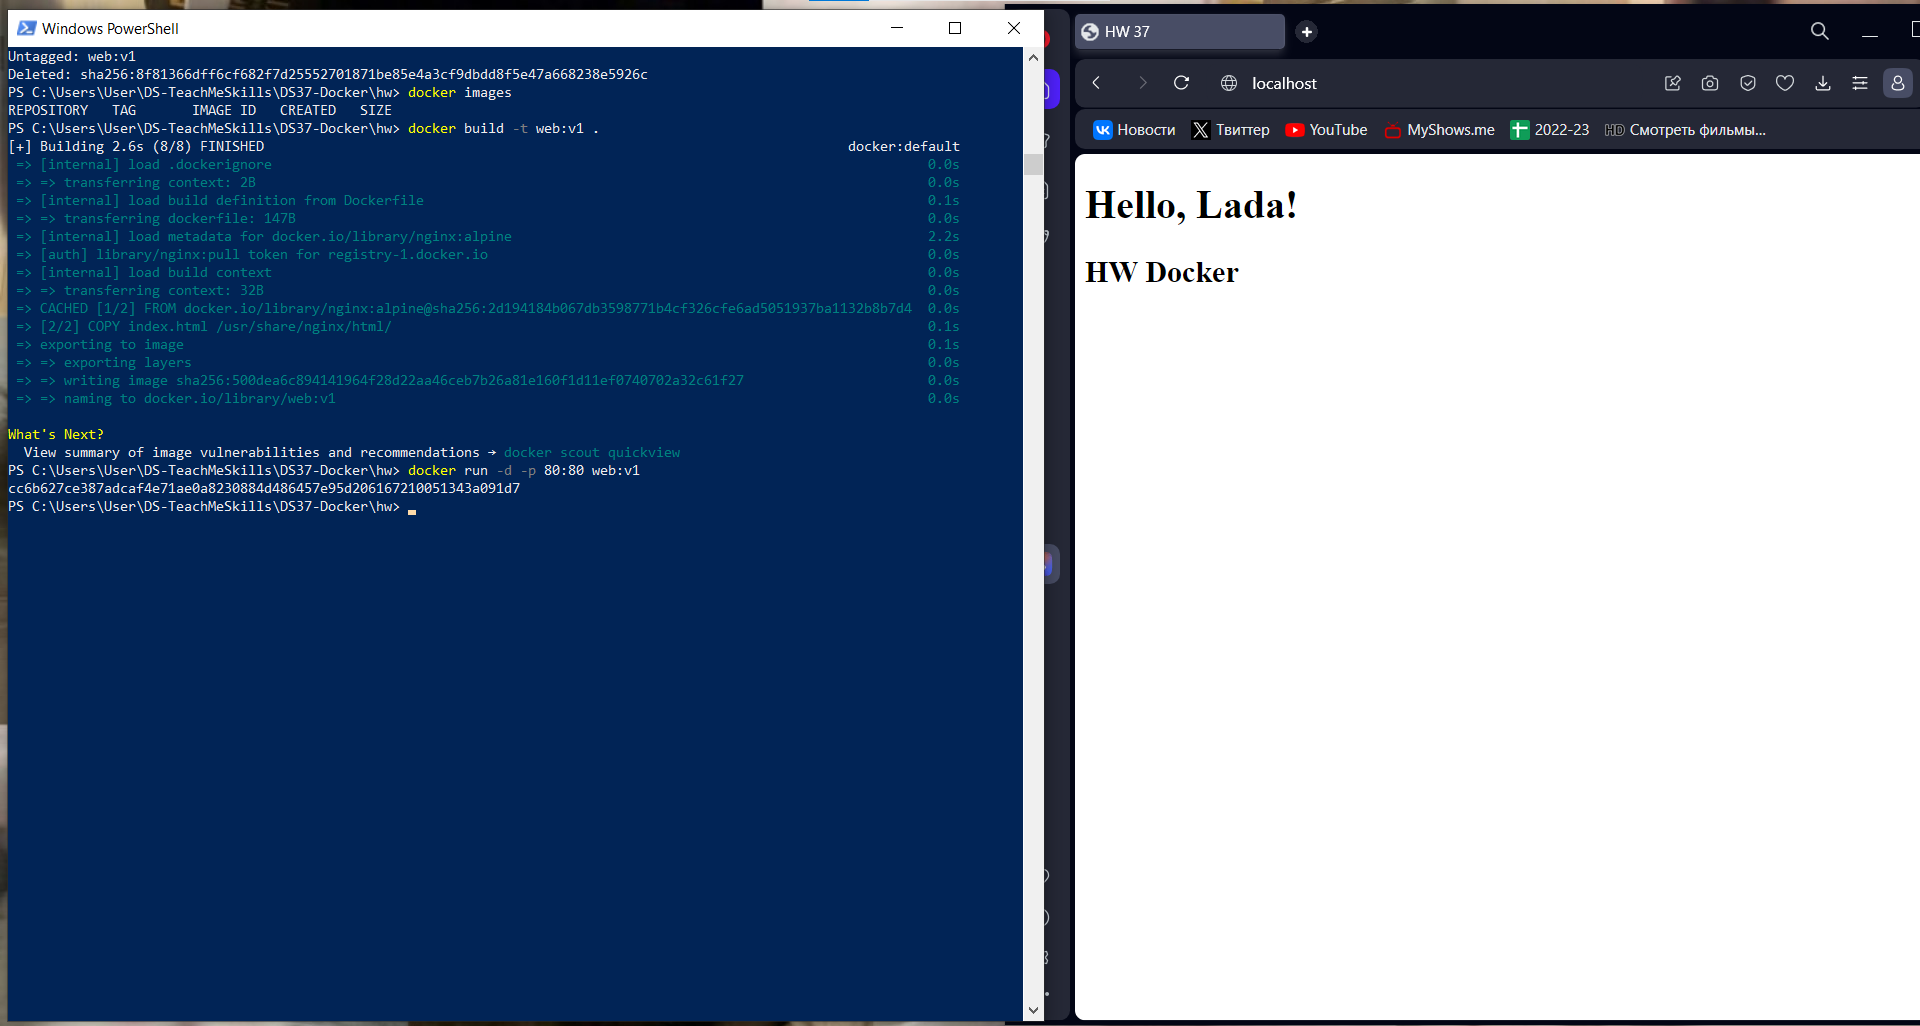 Windows PowerShell
Untagged: web:v1
Deleted: sha256:8f81366dff6cf682f7d25552701871be85e4a3cf9dbdd8f5e47a668238e5926c
PS C:\Users\User\DS-TeachMeSkills\DS37-Docker\hw> docker images
REPOSITORY   TAG       IMAGE ID   CREATED   SIZE
PS C:\Users\User\DS-TeachMeSkills\DS37-Docker\hw> docker build -t web:v1 .
[+] Building 2.6s (8/8) FINISHED docker:default
=> [internal] load .dockerignore 0.0s
=> => transferring context: 2B 0.0s
=> [internal] load build definition from Dockerfile 0.1s
=> => transferring dockerfile: 147B 0.0s
=> [internal] load metadata for docker.io/library/nginx:alpine 2.2s
=> [auth] library/nginx:pull token for registry-1.docker.io 0.0s
=> [internal] load build context 0.0s
=> => transferring context: 32B 0.0s
=> CACHED [1/2] FROM docker.io/library/nginx:alpine@sha256:2d194184b067db3598771b4cf326cfe6ad5051937ba1132b8b7d4 0.0s
=> [2/2] COPY index.html /usr/share/nginx/html/ 0.1s
=> exporting to image 0.1s
=> => exporting layers 0.0s
=> => writing image sha256:500dea6c894141964f28d22aa46ceb7b26a81e160f1d11ef0740702a32c61f27 0.0s
=> => naming to docker.io/library/web:v1 0.0s
What's Next?
View summary of image vulnerabilities and recommendations → docker scout quickview
PS C:\Users\User\DS-TeachMeSkills\DS37-Docker\hw> docker run -d -p 80:80 web:v1
cc6b627ce387adcaf4e71ae0a8230884d486457e95d206167210051343a091d7
PS C:\Users\User\DS-TeachMeSkills\DS37-Docker\hw>
HW 37
localhost
Новости Твиттер YouTube MyShows.me 2022-23 HD Смотреть фильмы...
Hello, Lada!
HW Docker